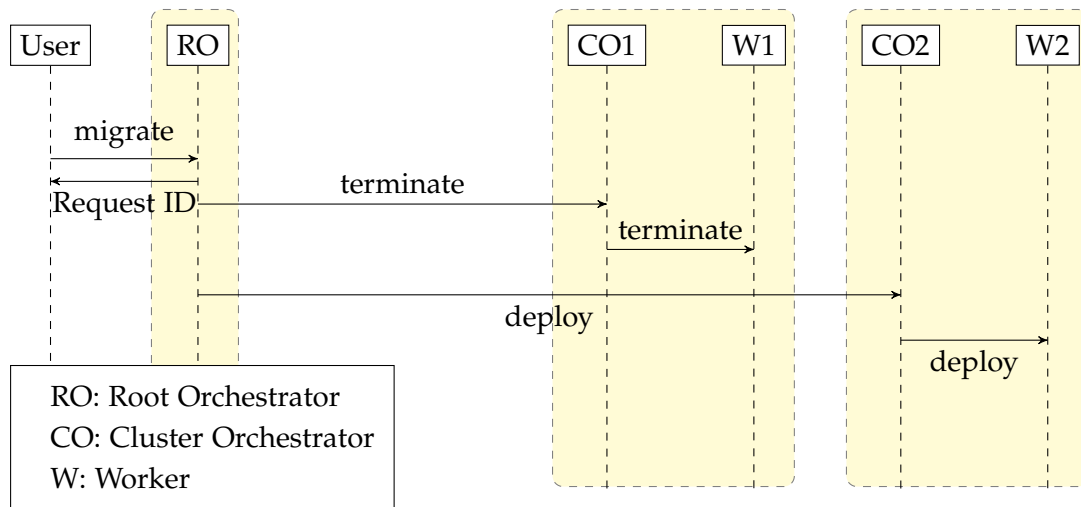 User RO CO1 W1 CO2 W2
migrate
Request ID
terminate
terminate
deploy
deploy
RO: Root Orchestrator
CO: Cluster Orchestrator
W: Worker